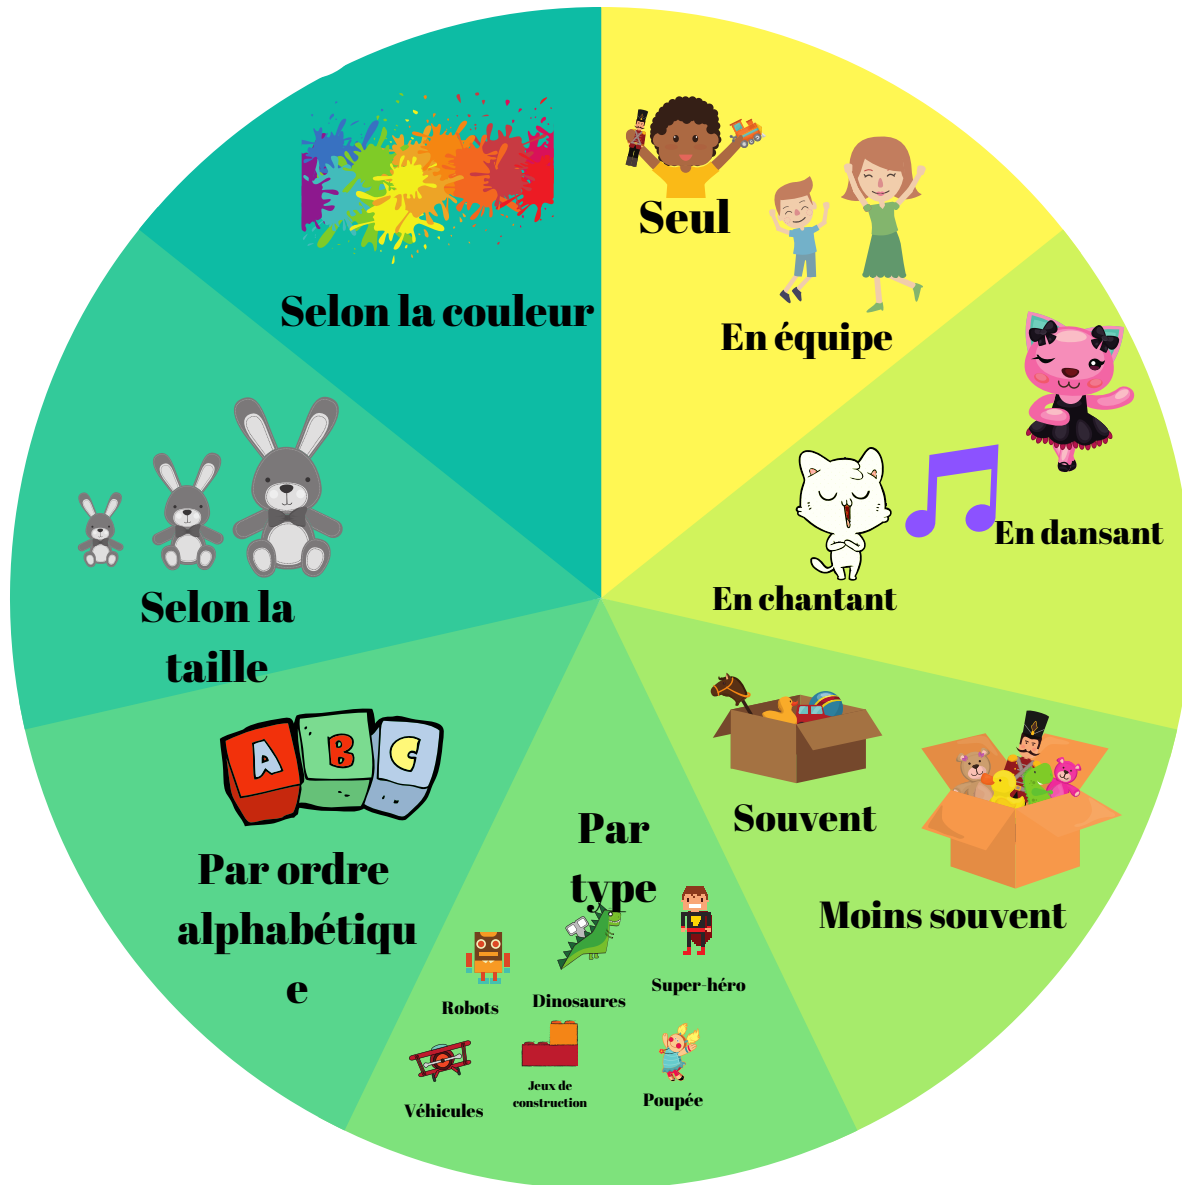 Seul
En équipe
En dansant
En chantant
Souvent
Moins souvent
Par
type
Robots
Dinosaures
Super-héro
Véhicules
Jeux de
construction
Poupée
A B C
Par ordre
alphabétiqu
e
Selon la
taille
Selon la couleur